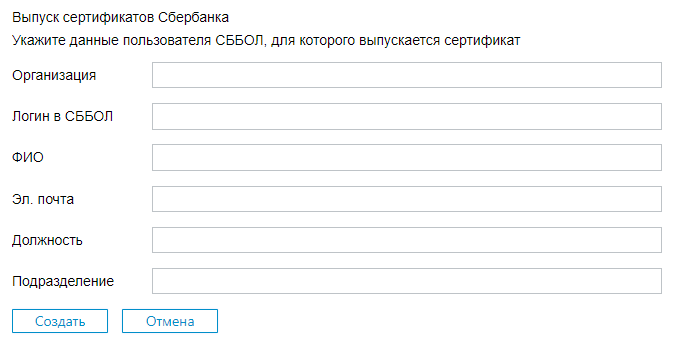 Выпуск сертификатов Сбербанка
Укажите данные пользователя СББОЛ, для которого выпускается сертификат
Организация
Логин в СББОЛ
ФИО
Эл. почта
Должность
Подразделение
Создать Отмена